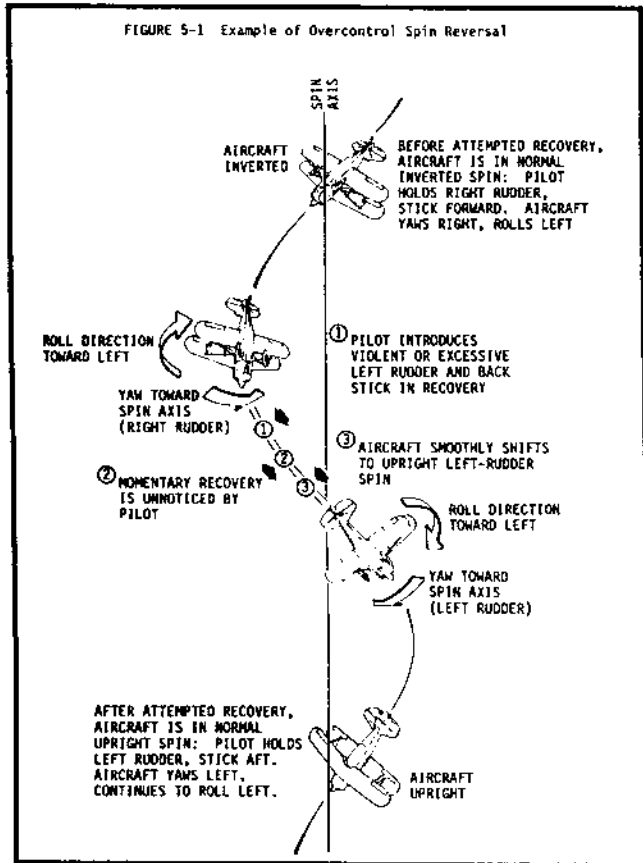 FIGURE 5-1 Example of Overcontrol Spin Reversal
SPIN
AXIS
AIRCRAFT
INVERTED
BEFORE ATTEMPTED RECOVERY,
AIRCRAFT IS IN NORMAL
INVERTED SPIN: PILOT
HOLDS RIGHT RUDDER,
STICK FORWARD. AIRCRAFT
YAWS RIGHT, ROLLS LEFT
ROLL DIRECTION
TOWARD LEFT
① PILOT INTRODUCES
VIOLENT OR EXCESSIVE
LEFT RUDDER AND BACK
STICK IN RECOVERY
YAW TOWARD
SPIN AXIS
(RIGHT RUDDER)
①
②
③
③ AIRCRAFT SMOOTHLY SHIFTS
TO UPRIGHT LEFT-RUDDER
SPIN
② MOMENTARY RECOVERY
IS UNNOTICED BY
PILOT
ROLL DIRECTION
TOWARD LEFT
YAW TOWARD
SPIN AXIS
(LEFT RUDDER)
AFTER ATTEMPTED RECOVERY,
AIRCRAFT IS IN NORMAL
UPRIGHT SPIN: PILOT HOLDS
LEFT RUDDER, STICK AFT.
AIRCRAFT YAWS LEFT,
CONTINUES TO ROLL LEFT.
AIRCRAFT
UPRIGHT